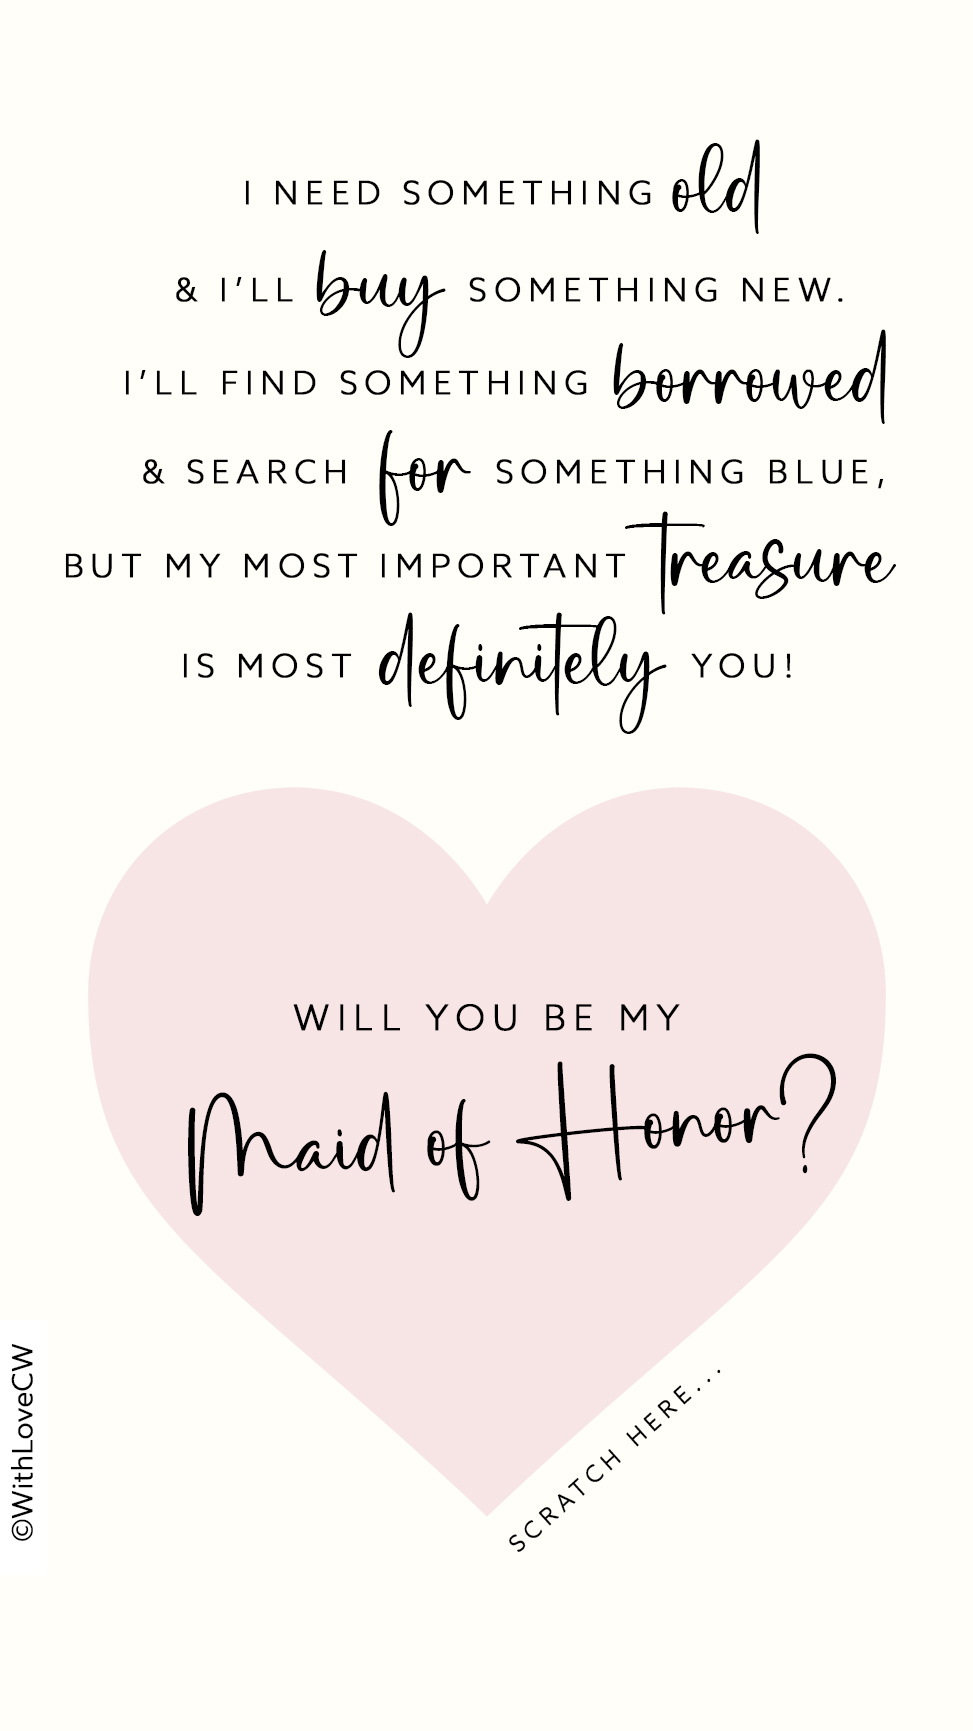 I NEED SOMETHING old
& I'LL buy SOMETHING NEW.
I'LL FIND SOMETHING borrowed
& SEARCH for SOMETHING BLUE,
BUT MY MOST IMPORTANT treasure
IS MOST definitely YOU!
WILL YOU BE MY
Maid of Honor?
SCRATCH HERE...
©WithLoveCW